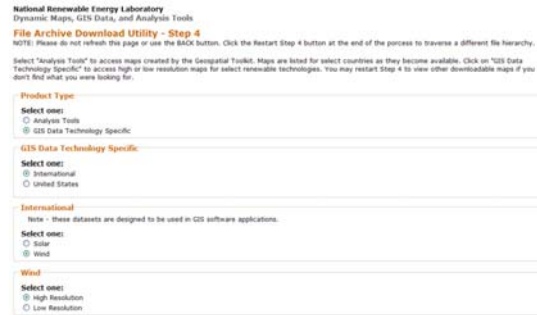 National Renewable Energy Laboratory
Dynamic Maps, GIS Data, and Analysis Tools
File Archive Download Utility - Step 4
NOTE: Please do not refresh this page or use the BACK button. Click the Restart Step 4 button at the end of the porcess to traverse a different file hierarchy.
Select "Analysis Tools" to access maps created by the Geospatial Toolkit. Maps are listed for select countries as they become available. Click on "GIS Data
Technology Specific" to access high or low resolution maps for select renewable technologies. You may restart Step 4 to view other downloadable maps if you
don't find what you were looking for.
Product Type
Select one:
Analysis Tools
GIS Data Technology Specific
GIS Data Technology Specific
Select one:
International
United States
International
Note - these datasets are designed to be used in GIS software applications.
Select one:
Solar
Wind
Wind
Select one:
High Resolution
Low Resolution